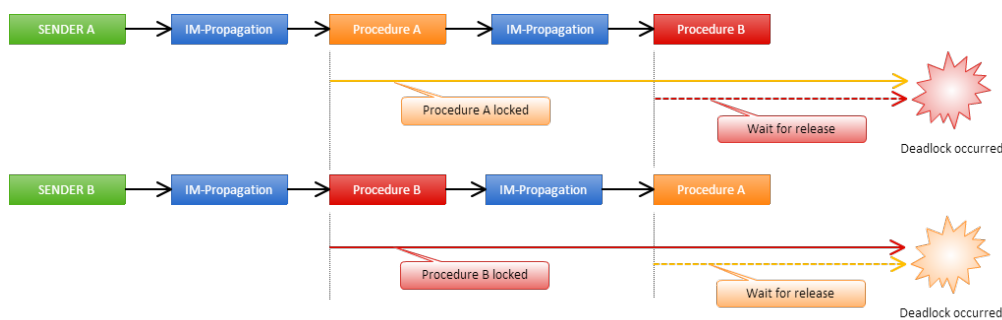 SENDER A
IM-Propagation
Procedure A
IM-Propagation
Procedure B
Procedure A locked
Wait for release
Deadlock occurred
SENDER B
IM-Propagation
Procedure B
IM-Propagation
Procedure A
Procedure B locked
Wait for release
Deadlock occurred